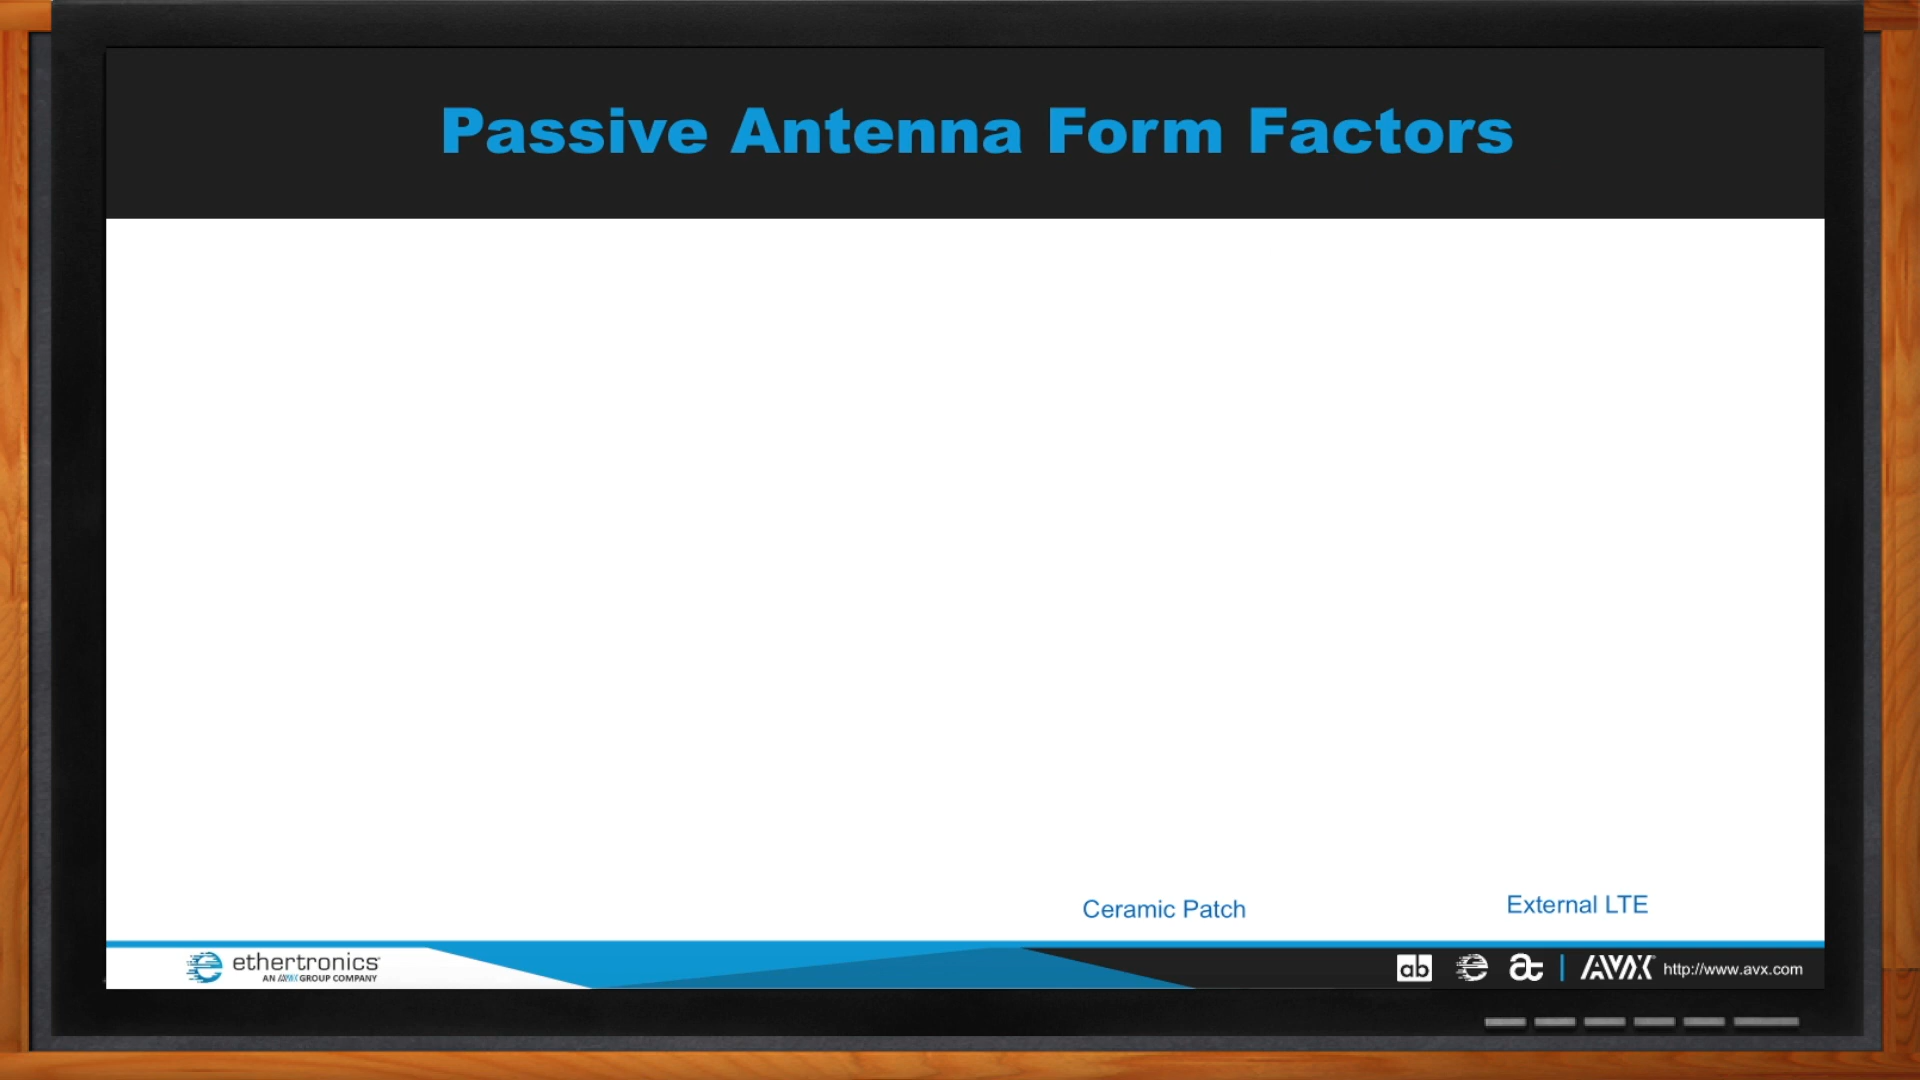 Passive Antenna Form Factors
Ceramic Patch
External LTE
ethertronics
AN AVX GROUP COMPANY
ab
AVX
http://www.avx.com